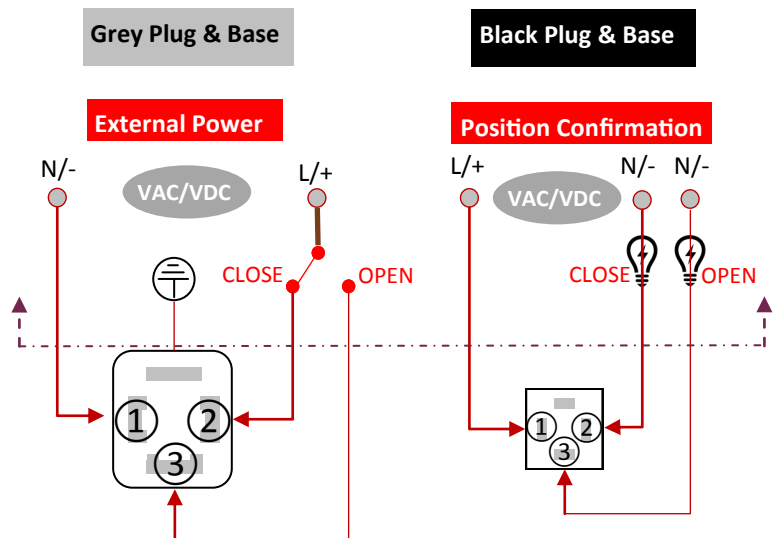 Grey Plug & Base
Black Plug & Base
External Power
Position Confirmation
N/-
VAC/VDC
L/+
L/+
VAC/VDC
N/-
N/-
CLOSE
OPEN
CLOSE
OPEN
1
2
3
1
2
3